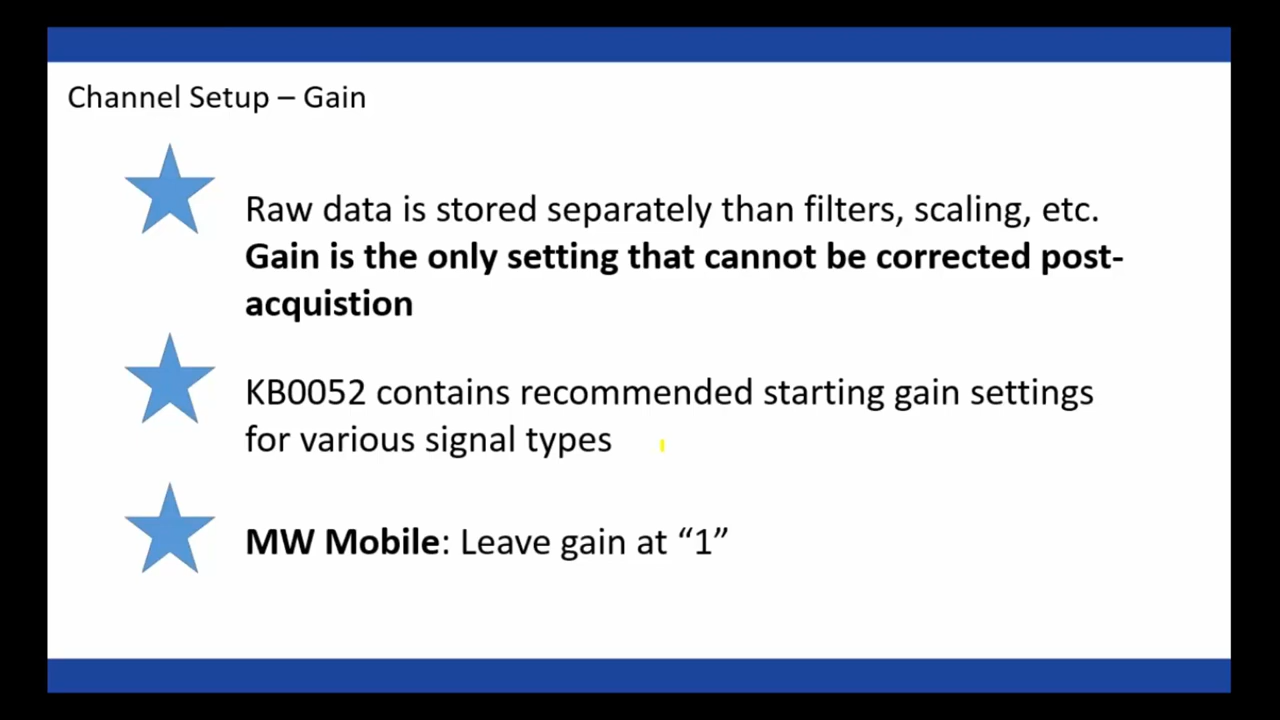 Channel Setup – Gain
Raw data is stored separately than filters, scaling, etc.
Gain is the only setting that cannot be corrected post-
acquistion
KB0052 contains recommended starting gain settings
for various signal types
MW Mobile: Leave gain at “1”